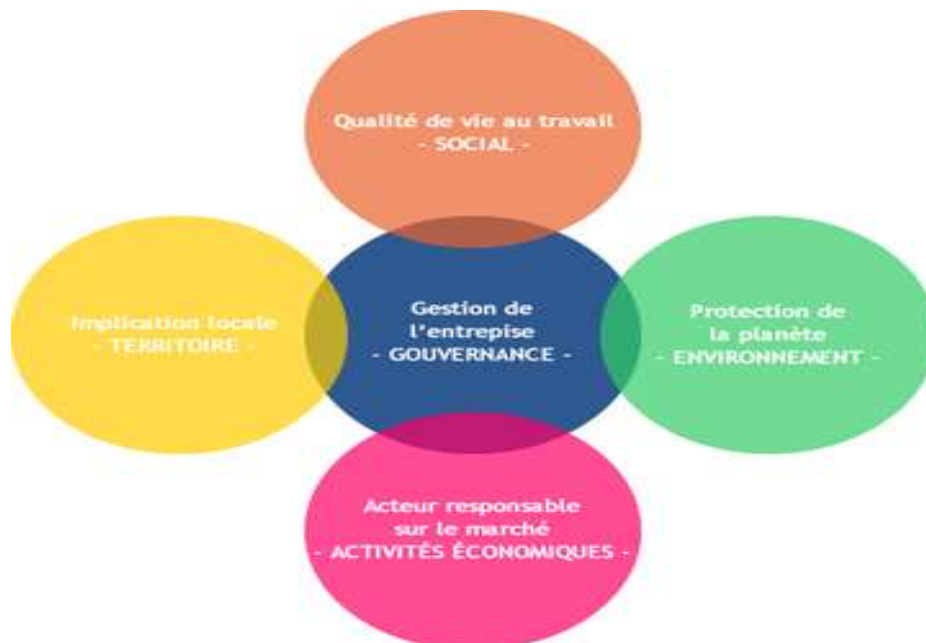 Qualité de vie au travail
- SOCIAL -
Implication locale
- TERRITOIRE -
Gestion de
l'entrepise
- GOUVERNANCE -
Protection de
la planète
- ENVIRONNEMENT -
Acteur responsable
sur le marché
- ACTIVITÉS ÉCONOMIQUES -